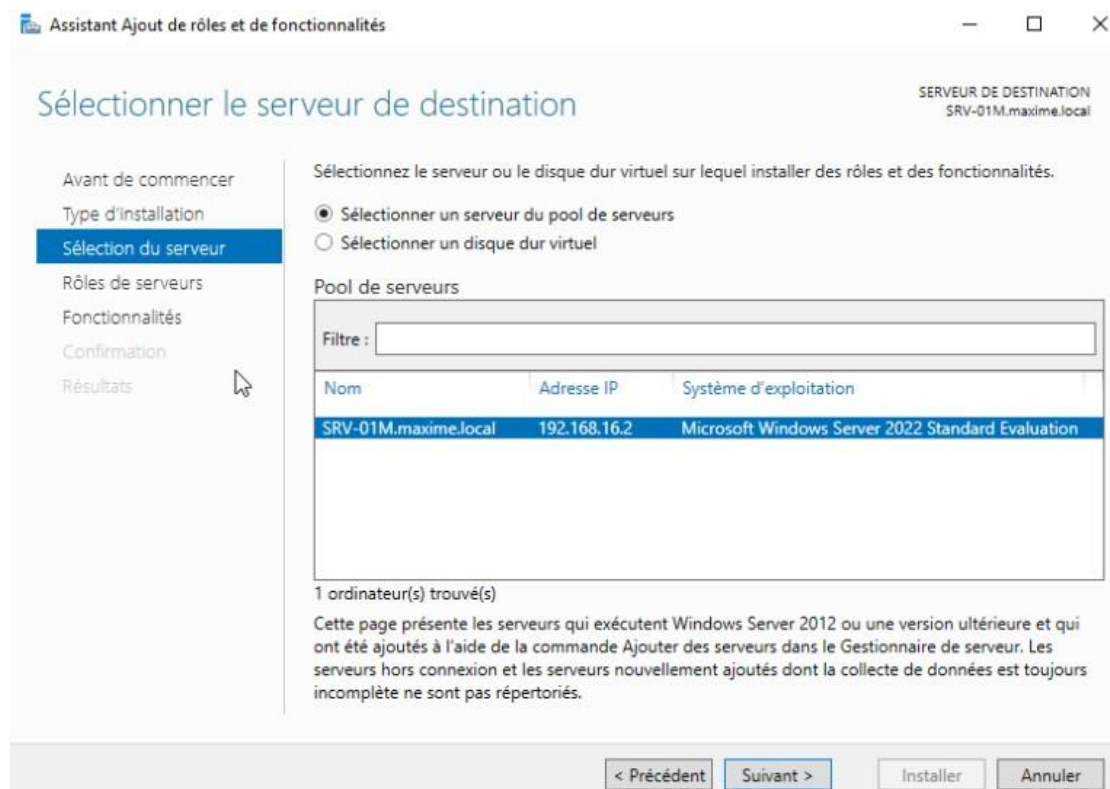 Assistant Ajout de rôles et de fonctionnalités
Sélectionner le serveur de destination
SERVEUR DE DESTINATION
SRV-01M.maxime.local
Avant de commencer
Type d'installation
Sélection du serveur
Rôles de serveurs
Fonctionnalités
Confirmation
Résultats
Sélectionnez le serveur ou le disque dur virtuel sur lequel installer des rôles et des fonctionnalités.
Sélectionner un serveur du pool de serveurs
Sélectionner un disque dur virtuel
Pool de serveurs
Filtre :
Nom Adresse IP Système d'exploitation
SRV-01M.maxime.local 192.168.16.2 Microsoft Windows Server 2022 Standard Evaluation
1 ordinateur(s) trouvé(s)
Cette page présente les serveurs qui exécutent Windows Server 2012 ou une version ultérieure et qui
ont été ajoutés à l'aide de la commande Ajouter des serveurs dans le Gestionnaire de serveur. Les
serveurs hors connexion et les serveurs nouvellement ajoutés dont la collecte de données est toujours
incomplète ne sont pas répertoriés.
< Précédent Suivant > Installer Annuler